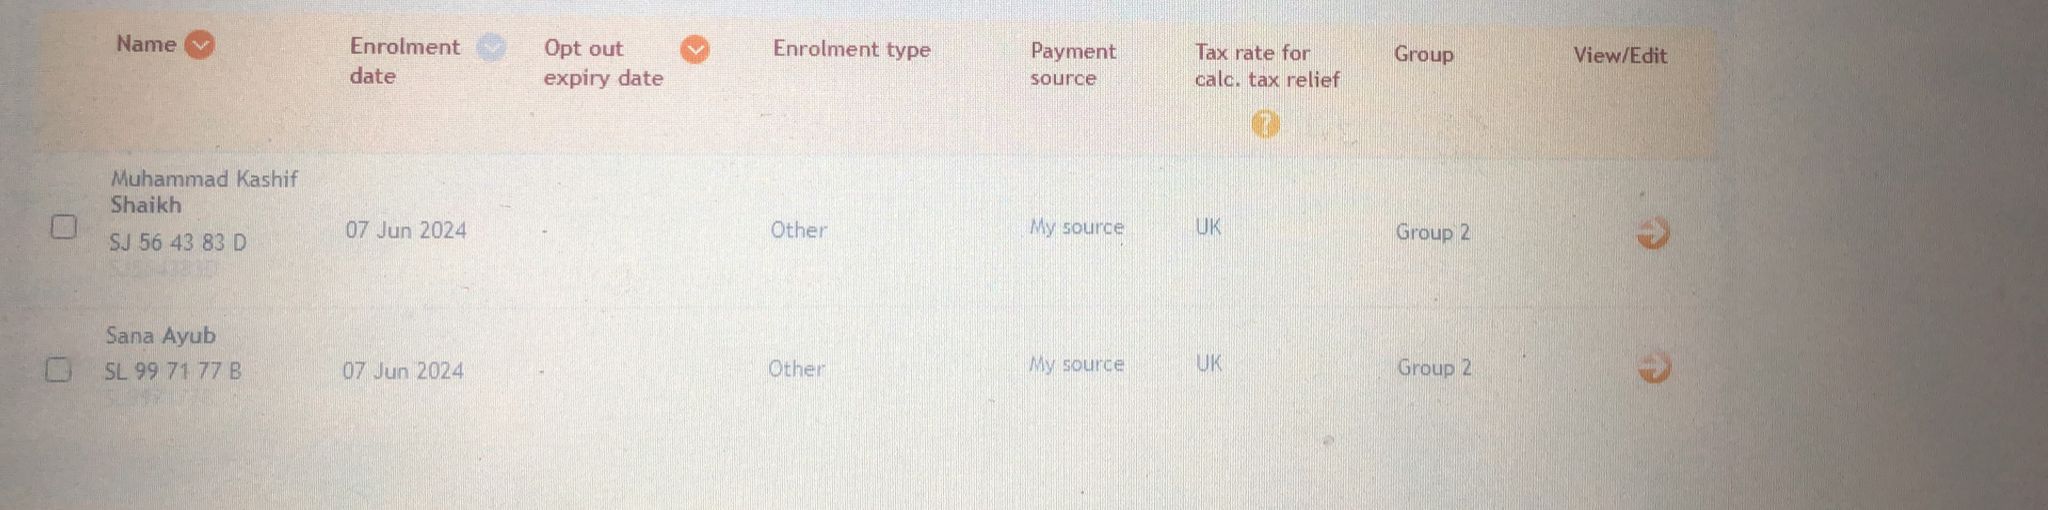 Name
Enrolment date
Opt out expiry date
Enrolment type
Payment source
Tax rate for calc. tax relief
?
Group
View/Edit
Muhammad Kashif Shaikh
SJ 56 43 83 D
07 Jun 2024
-
Other
My source
UK
Group 2
Sana Ayub
SL 99 71 77 B
07 Jun 2024
-
Other
My source
UK
Group 2